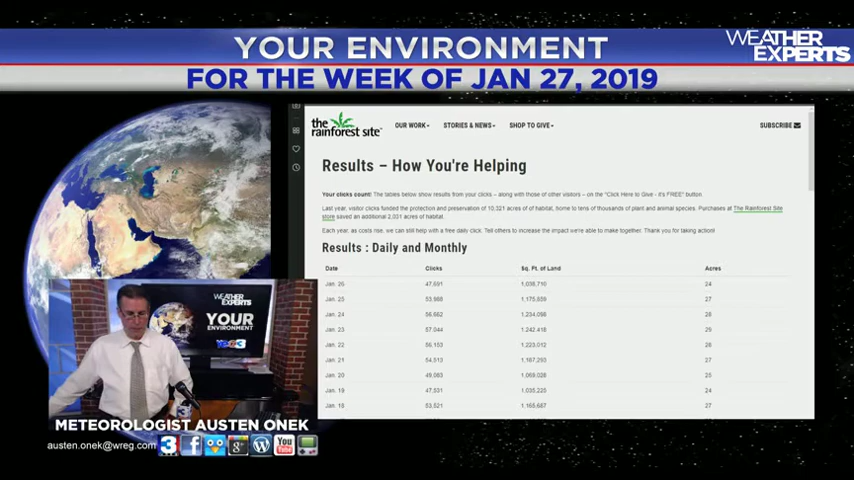 YOUR ENVIRONMENT
FOR THE WEEK OF JAN 27, 2019
WEATHER
EXPERTS
the
rainforest site
OUR WORK
STORIES & NEWS
SHOP TO GIVE
SUBSCRIBE
Results – How You're Helping
Your clicks count! The tables below show results from your clicks – along with those of other visitors – on the "Click Here to Give - it's FREE" button.
Last year, visitor clicks funded the protection and preservation of 10,321 acres of habitat, home to tens of thousands of plant and animal species. Purchases at The Rainforest Site
store saved an additional 2,031 acres of habitat.
Each year, as costs rise, we can still help with a free daily click. Tell others to increase the impact we're able to make together. Thank you for taking action!
Results : Daily and Monthly
Date Clicks Sq. Ft. of Land Acres
Jan. 26 47,691 1,038,710 24
Jan. 25 53,988 1,175,839 27
Jan. 24 56,662 1,234,098 28
Jan. 23 57,044 1,242,418 29
Jan. 22 56,153 1,223,012 28
Jan. 21 54,513 1,187,293 27
Jan. 20 49,083 1,069,028 25
Jan. 19 47,531 1,035,225 24
Jan. 18 53,521 1,165,687 27
WEATHER
EXPERTS
YOUR
ENVIRONMENT
METEOROLOGIST AUSTEN ONEK
austen.onek@wreg.com
3
f
g+
W
You
Tube